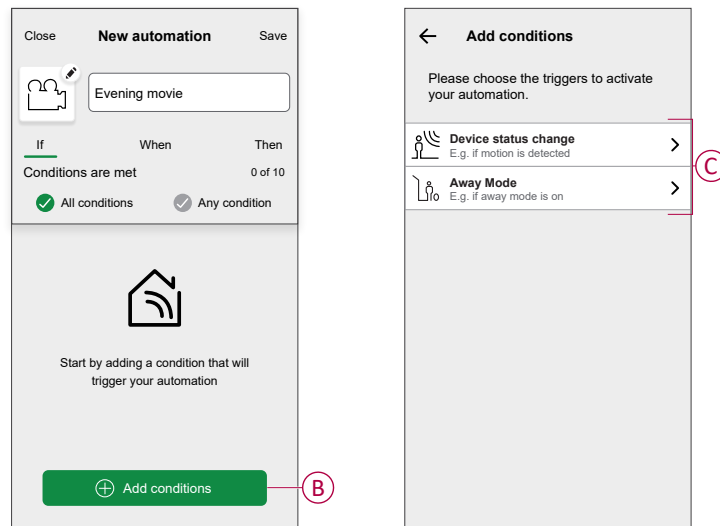 Close New automation Save
Evening movie
If When Then
Conditions are met 0 of 10
All conditions Any condition
Start by adding a condition that will
trigger your automation
Add conditions
B
Add conditions
Please choose the triggers to activate
your automation.
Device status change
E.g. if motion is detected
Away Mode
E.g. if away mode is on
C